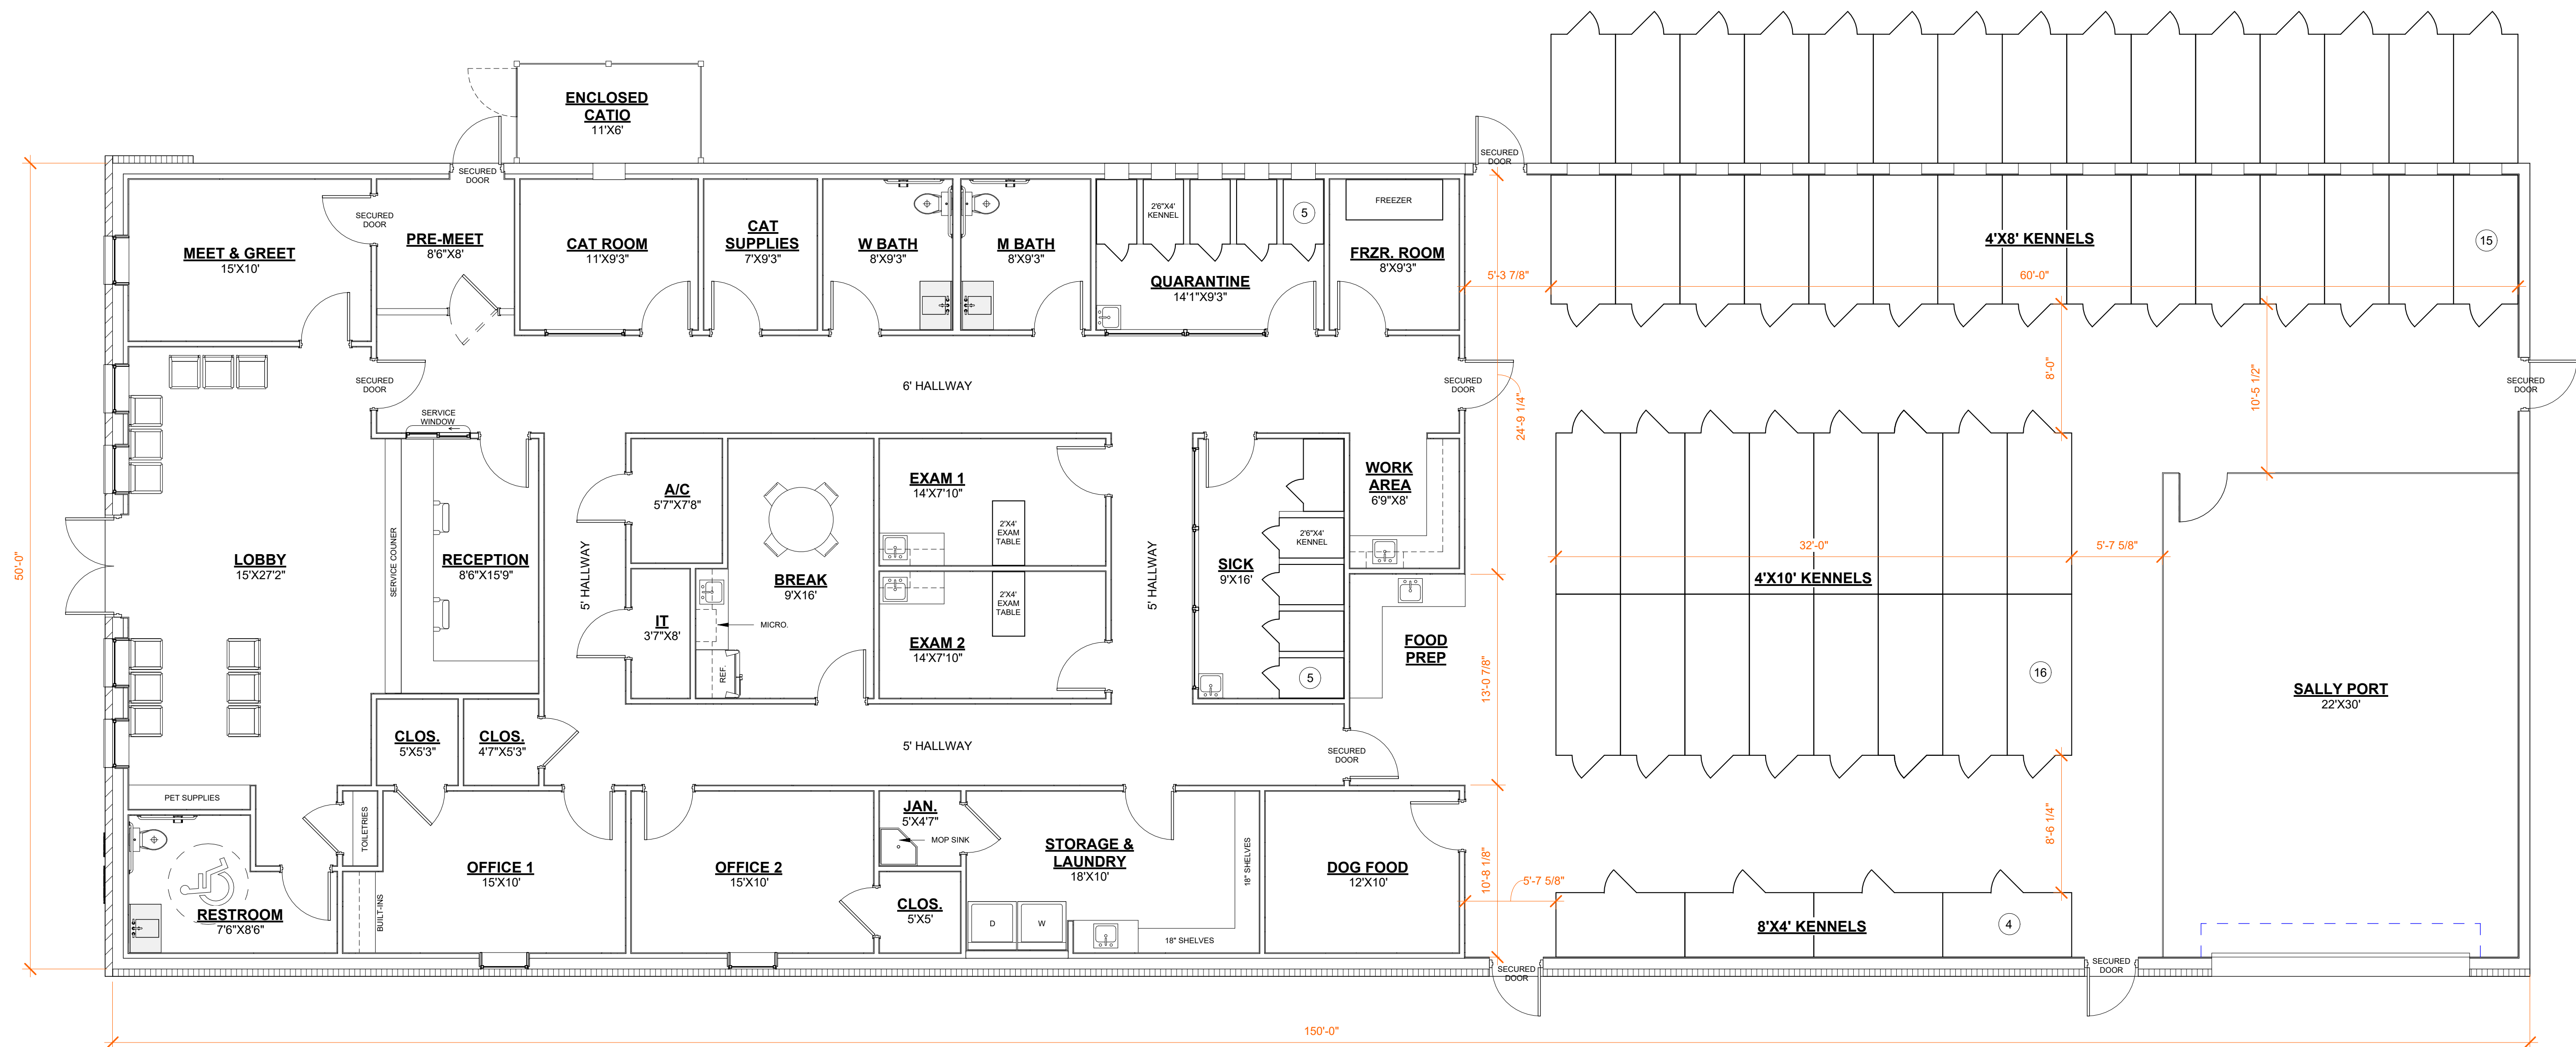 ENCLOSED
CATIO
11'X6'
SECURED
DOOR
SECURED
DOOR
MEET & GREET
15'X10'
SECURED
DOOR
PRE-MEET
8'6"X8'
CAT ROOM
11'X9'3"
CAT
SUPPLIES
7'X9'3"
W BATH
8'X9'3"
M BATH
8'X9'3"
2'6"X4'
KENNEL
5
QUARANTINE
14'1"X9'3"
FREEZER
FRZR. ROOM
8'X9'3"
4'X8' KENNELS
15
5'-3 7/8"
60'-0"
SECURED
DOOR
6' HALLWAY
SECURED
DOOR
24'-9 1/4"
8'-0"
10'-5 1/2"
SECURED
DOOR
SERVICE
WINDOW
A/C
5'7"X7'8"
EXAM 1
14'X7'10"
2'X4'
EXAM
TABLE
WORK
AREA
6'9"X8'
2'6"X4'
KENNEL
50'-0"
LOBBY
15'X27'2"
SERVICE COUNER
RECEPTION
8'6"X15'9"
5' HALLWAY
BREAK
9'X16'
5' HALLWAY
SICK
9'X16'
32'-0"
5'-7 5/8"
4'X10' KENNELS
IT
3'7"X8'
MICRO.
REF.
2'X4'
EXAM
TABLE
EXAM 2
14'X7'10"
FOOD
PREP
5
13'-0 7/8"
16
SALLY PORT
22'X30'
CLOS.
5'X5'3"
CLOS.
4'7"X5'3"
5' HALLWAY
SECURED
DOOR
PET SUPPLIES
TOILETRIES
JAN.
5'X4'7"
MOP SINK
STORAGE &
LAUNDRY
18'X10'
18" SHELVES
8'-6 1/4"
OFFICE 1
15'X10'
OFFICE 2
15'X10'
DOG FOOD
12'X10'
10'-8 1/8"
5'-7 5/8"
RESTROOM
7'6"X8'6"
BUILT-INS
CLOS.
5'X5'
D
W
18" SHELVES
8'X4' KENNELS
4
SECURED
DOOR
SECURED
DOOR
150'-0"